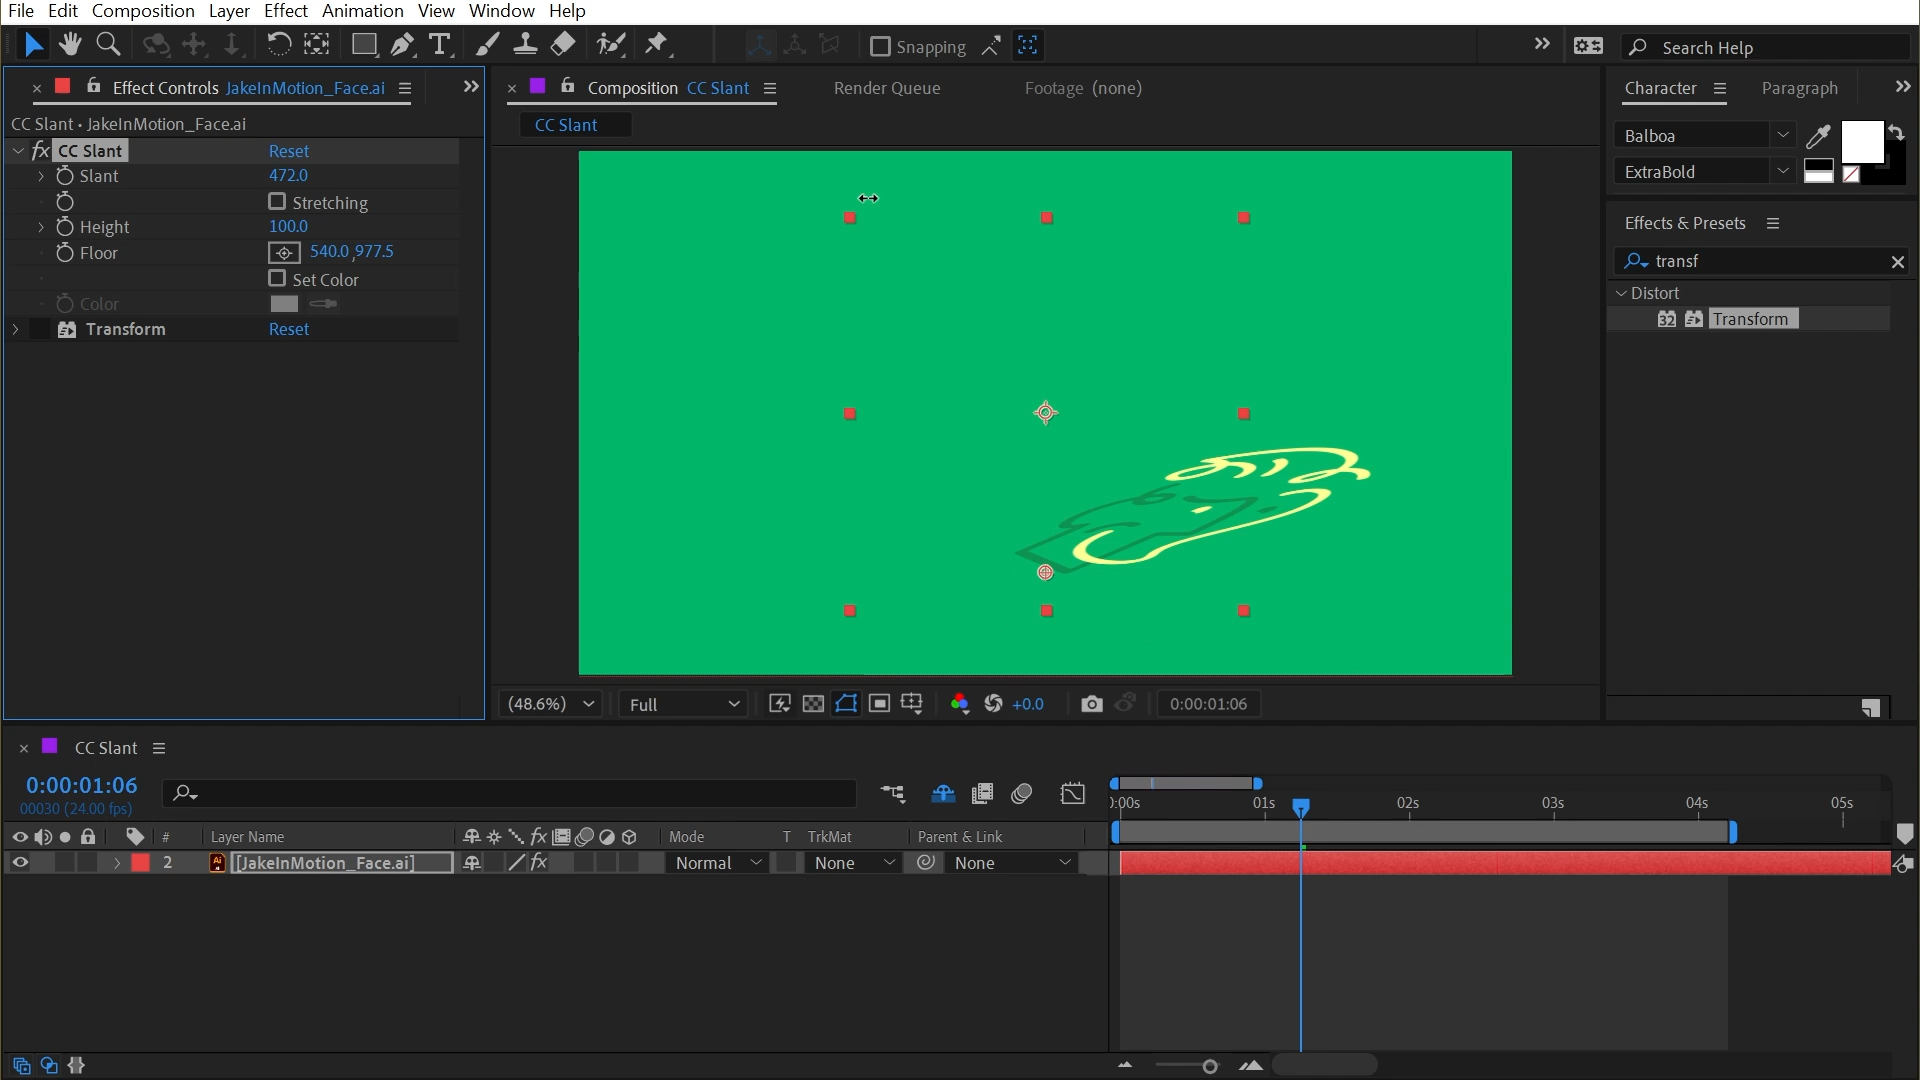 File Edit Composition Layer Effect Animation View Window Help
Snapping
Search Help
Effect Controls JakeInMotion_Face.ai
Composition CC Slant
Render Queue
Footage (none)
Character
Paragraph
CC Slant • JakeInMotion_Face.ai
CC Slant
fx CC Slant Reset
Slant 472.0
Stretching
Height 100.0
Floor 540.0,977.5
Set Color
Color
Transform Reset
Balboa
ExtraBold
Effects & Presets
transf
Distort
32 Transform
(48.6%)
Full
+0.0
0:00:01:06
CC Slant
0:00:01:06
00030 (24.00 fps)
):00s 01s 02s 03s 04s 05s
# Layer Name fx Mode T TrkMat Parent & Link
2 Ai [JakeInMotion_Face.ai] fx Normal None None